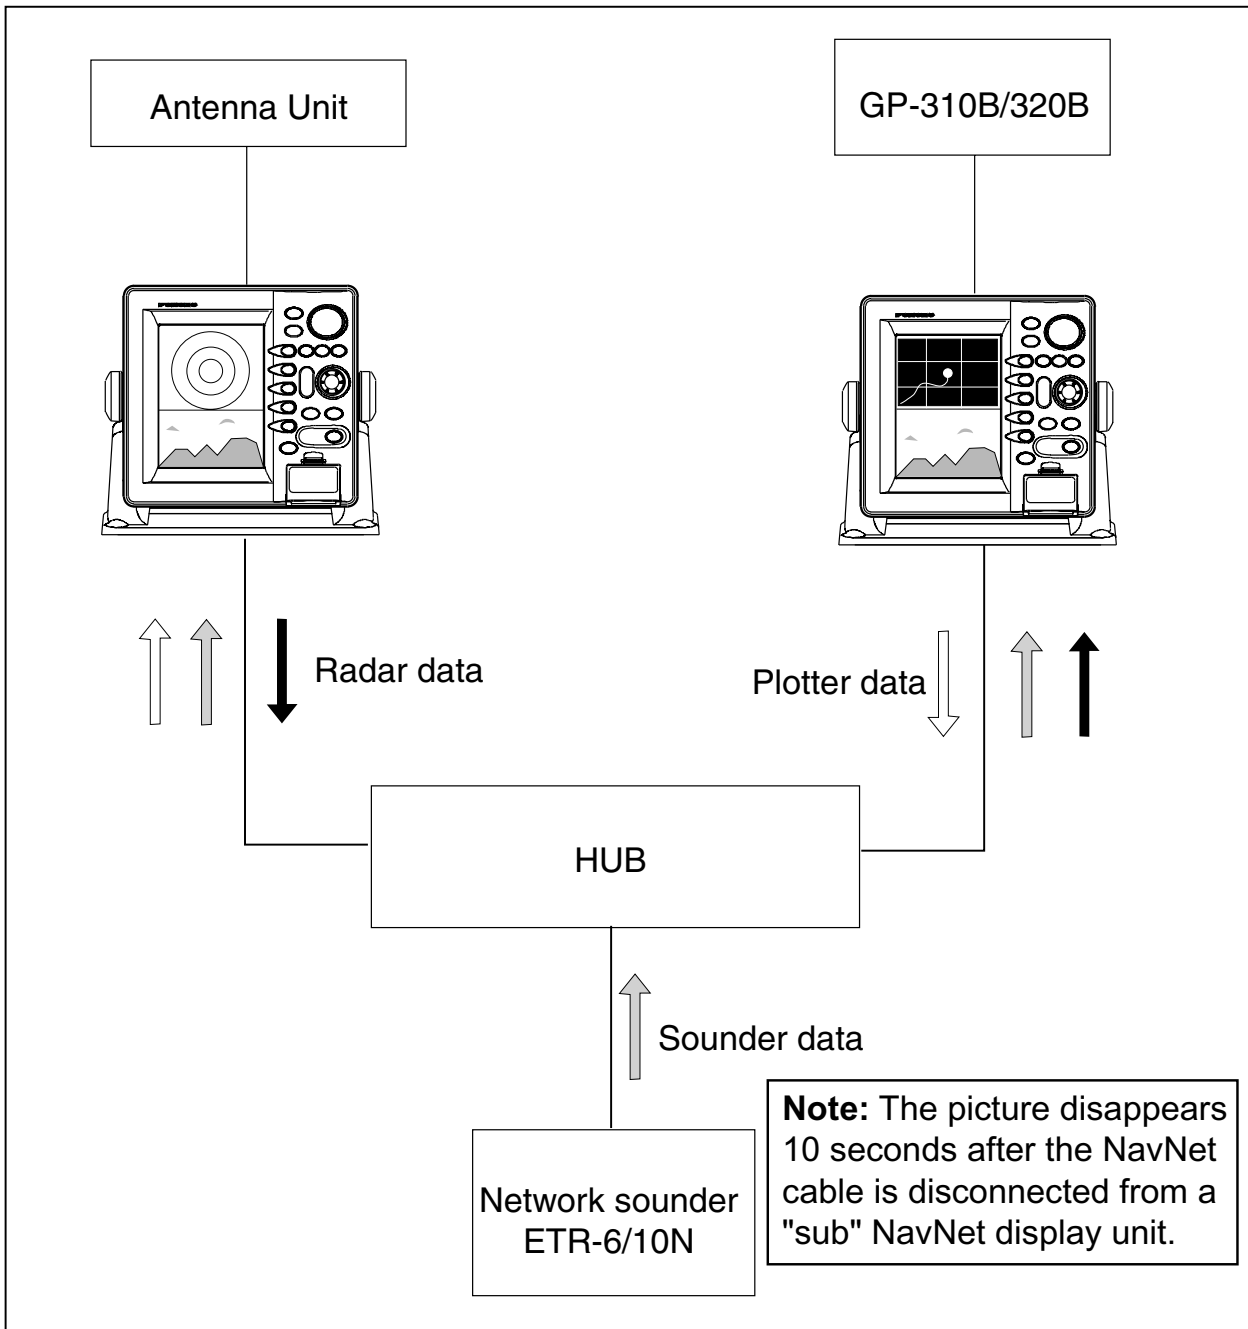 Antenna Unit
GP-310B/320B
Radar data
Plotter data
HUB
Sounder data
Network sounder
ETR-6/10N
Note: The picture disappears
10 seconds after the NavNet
cable is disconnected from a
"sub" NavNet display unit.